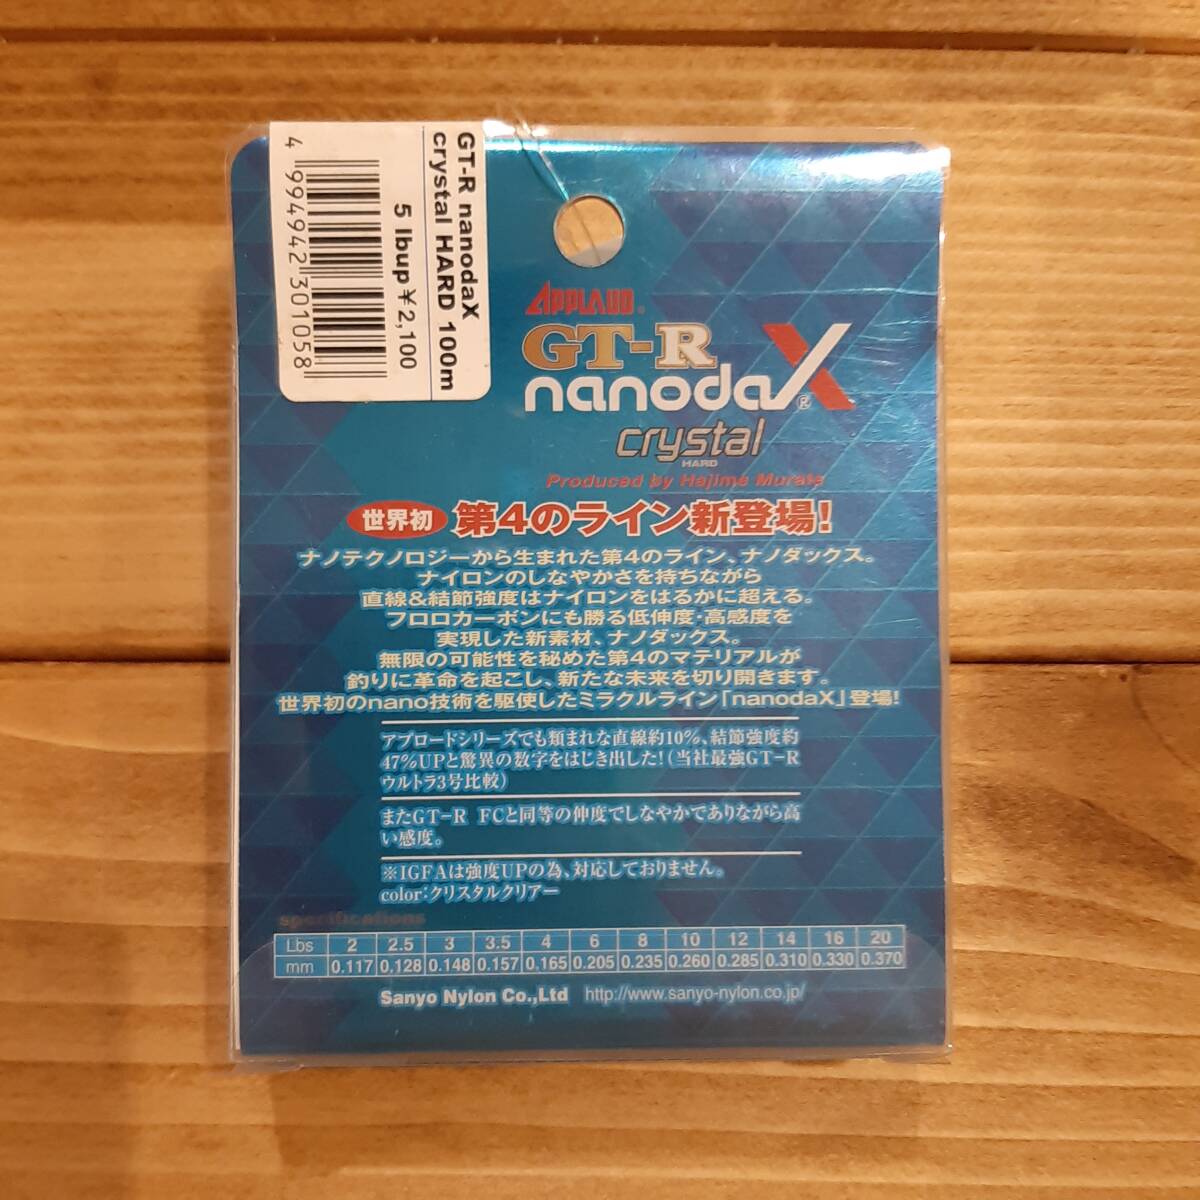 GT-R nanodaX
crystal HARD 100m
5 lbup ¥2,100
4 994942 301058
APPLAUD®
GT-R
nanodaX®
crystal
HARD
Produced by Hajime Murata
世界初 第4のライン新登場!
ナノテクノロジーから生まれた第4のライン、ナノダックス。
ナイロンのしなやかさを持ちながら
直線&結節強度はナイロンをはるかに超える。
フロロカーボンにも勝る低伸度・高感度を
実現した新素材、ナノダックス。
無限の可能性を秘めた第4のマテリアルが
釣りに革命を起こし、新たな未来を切り開きます。
世界初のnano技術を駆使したミラクルライン「nanodaX」登場!
アプロードシリーズでも類まれな直線約10%、結節強度約
47%UPと驚異の数字をはじき出した!(当社最強GT-R
ウルトラ3号比較)
またGT-R FCと同等の伸度でしなやかでありながら高
い感度。
※IGFAは強度UPの為、対応しておりません。
color:クリスタルクリアー
specifications
Lbs 2 2.5 3 3.5 4 6 8 10 12 14 16 20
mm 0.117 0.128 0.148 0.157 0.165 0.205 0.235 0.260 0.285 0.310 0.330 0.370
Sanyo Nylon Co.,Ltd http://www.sanyo-nylon.co.jp/